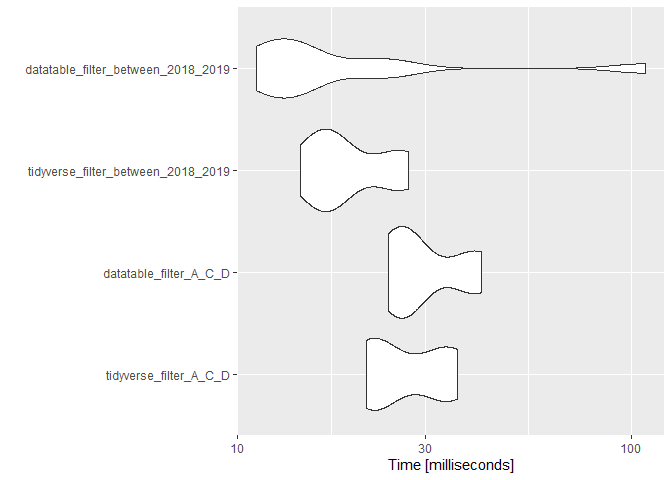 datatable_filter_between_2018_2019
tidyverse_filter_between_2018_2019
datatable_filter_A_C_D
tidyverse_filter_A_C_D
10 30 100
Time [milliseconds]